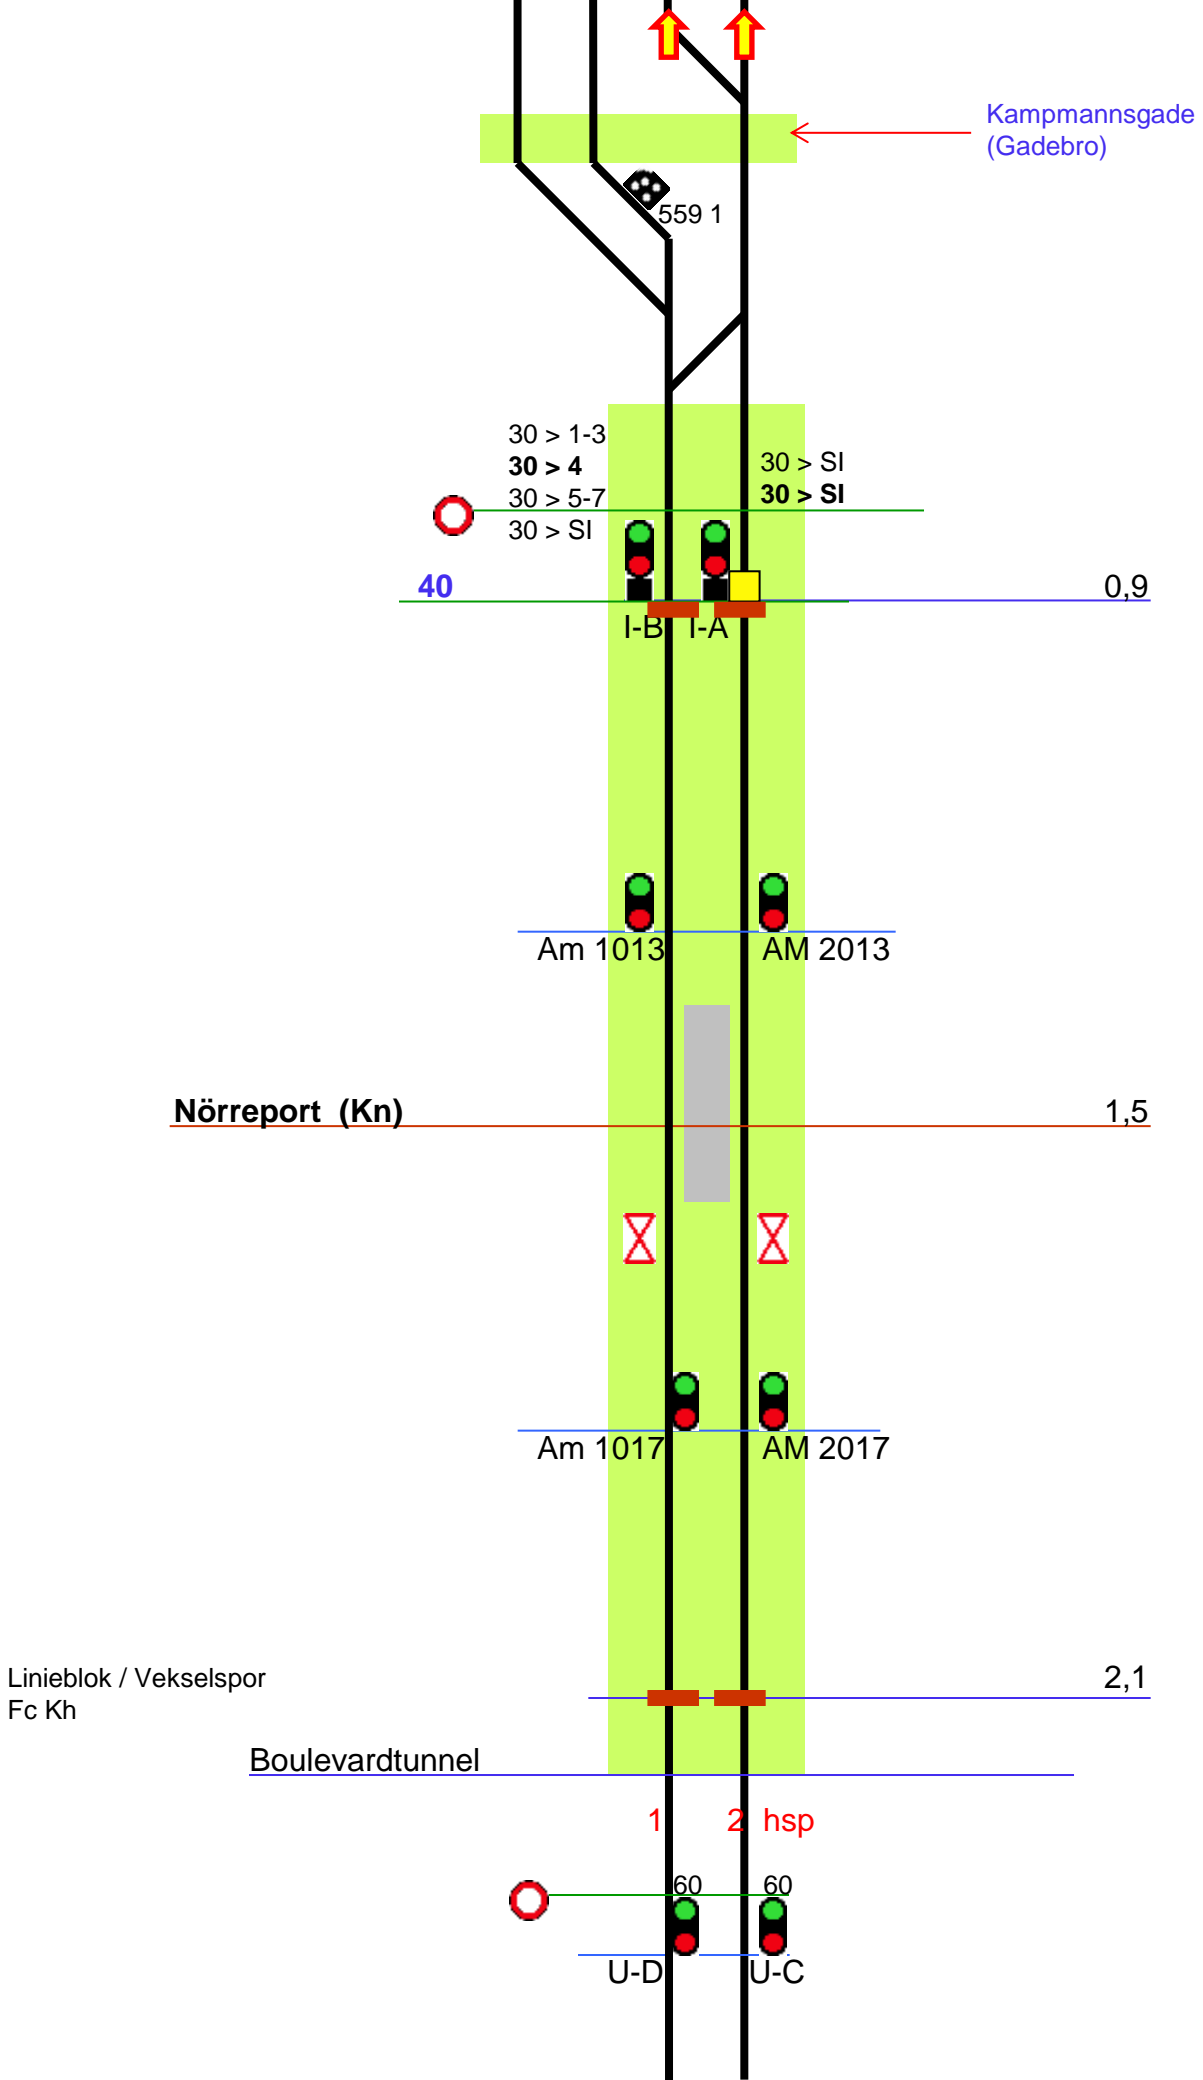 Kampmannsgade
(Gadebro)
559 1
30 > 1-3
30 > 4
30 > 5-7
30 > SI
30 > SI
30 > SI
40
0,9
I-B
I-A
Am 1013
AM 2013
Nörreport (Kn)
1,5
Am 1017
AM 2017
Linieblok / Vekselspor
Fc Kh
2,1
Boulevardtunnel
1
2 hsp
60
60
U-D
U-C